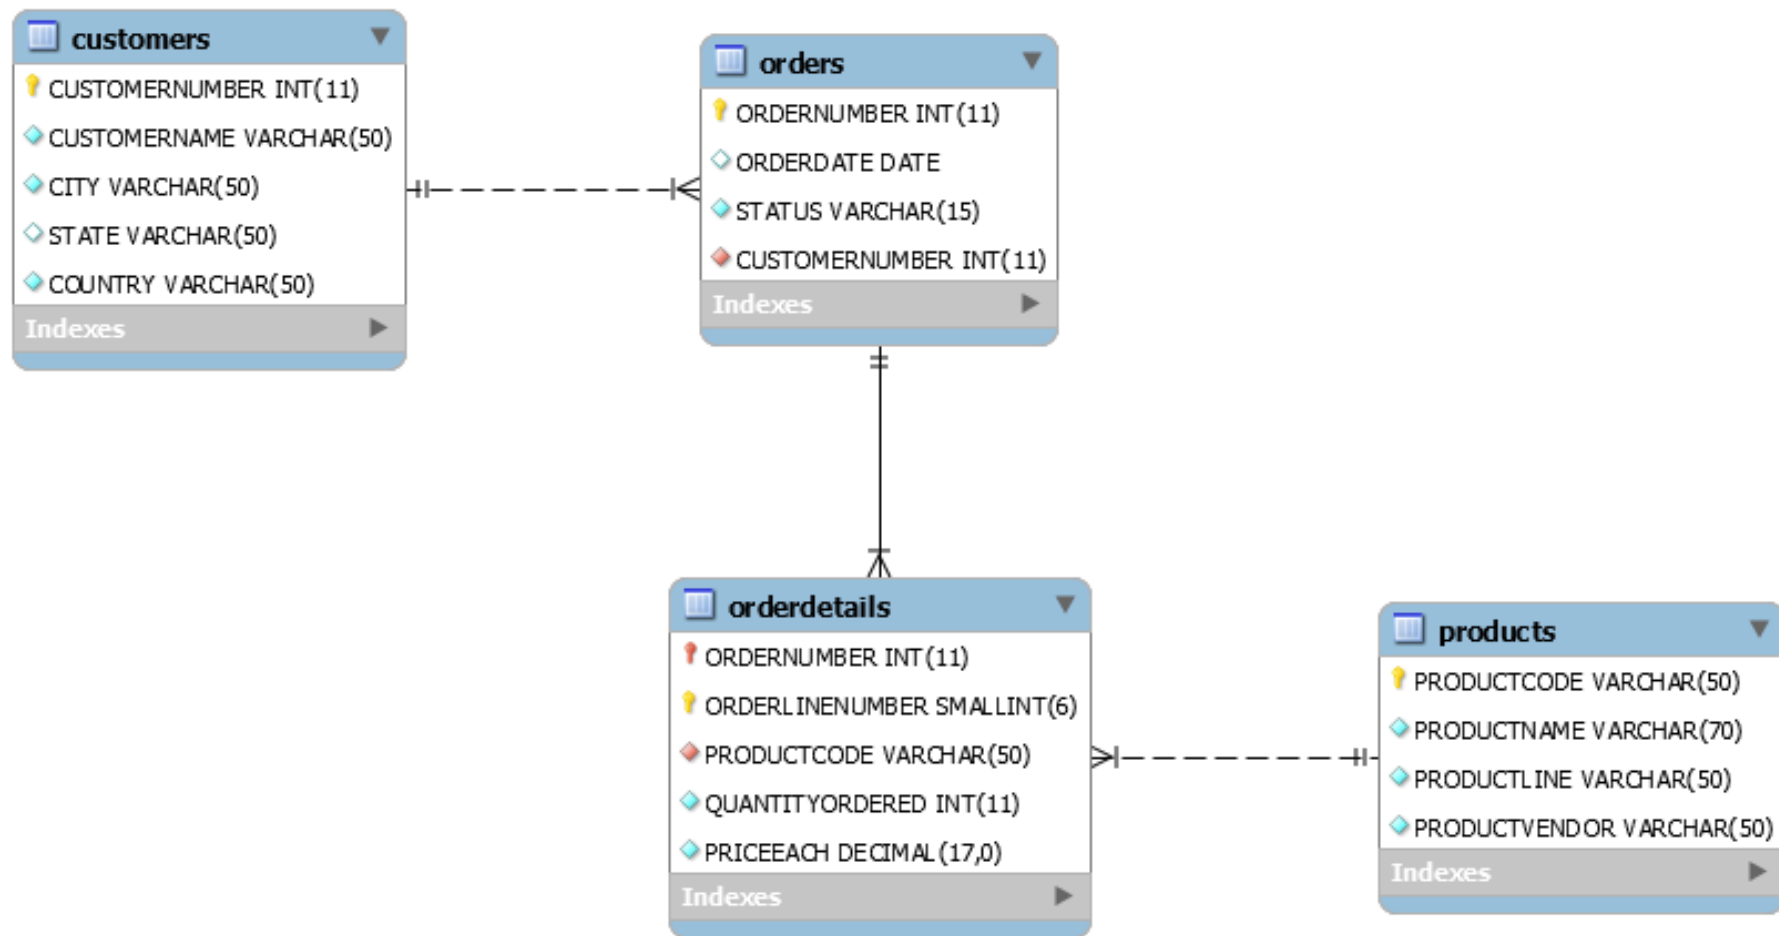 customers
CUSTOMERNUMBER INT(11)
CUSTOMERNAME VARCHAR(50)
CITY VARCHAR(50)
STATE VARCHAR(50)
COUNTRY VARCHAR(50)
Indexes
orders
ORDERNUMBER INT(11)
ORDERDATE DATE
STATUS VARCHAR(15)
CUSTOMERNUMBER INT(11)
Indexes
orderdetails
ORDERNUMBER INT(11)
ORDERLINENUMBER SMALLINT(6)
PRODUCTCODE VARCHAR(50)
QUANTITYORDERED INT(11)
PRICEEACH DECIMAL(17,0)
Indexes
products
PRODUCTCODE VARCHAR(50)
PRODUCTNAME VARCHAR(70)
PRODUCTLINE VARCHAR(50)
PRODUCTVENDOR VARCHAR(50)
Indexes